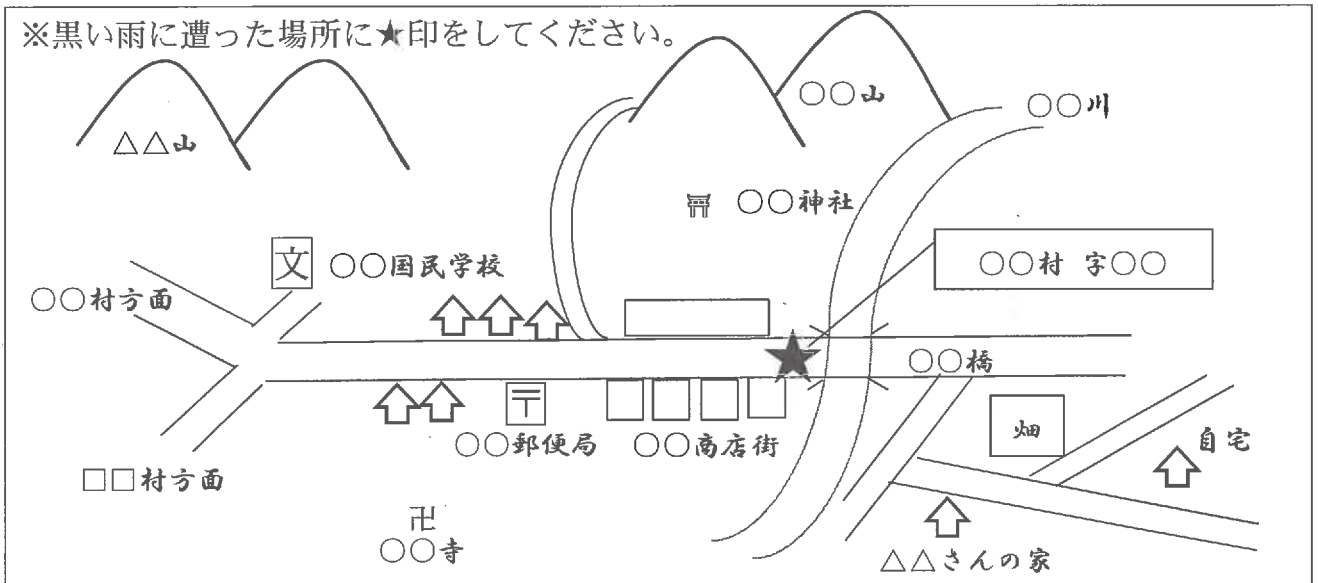 ※黒い雨に遭った場所に★印をしてください。
○○山
○○川
△△山
○○神社
文
○○国民学校
○○村 字○○
○○村方面
○○橋
〒
○○郵便局
○○商店街
畑
自宅
□□村方面
卍
○○寺
△△さんの家